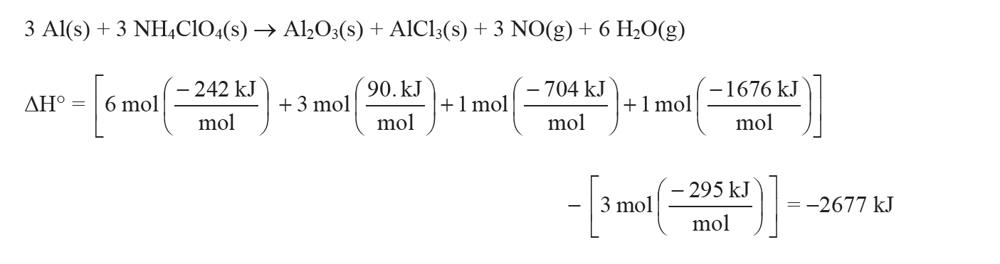 3 Al(s) + 3 NH₄ClO₄(s) → Al₂O₃(s) + AlCl₃(s) + 3 NO(g) + 6 H₂O(g)
ΔH° = [6 mol(−242 kJ/mol) + 3 mol(90. kJ/mol) + 1 mol(−704 kJ/mol) + 1 mol(−1676 kJ/mol)]
− [3 mol(−295 kJ/mol)] = −2677 kJ